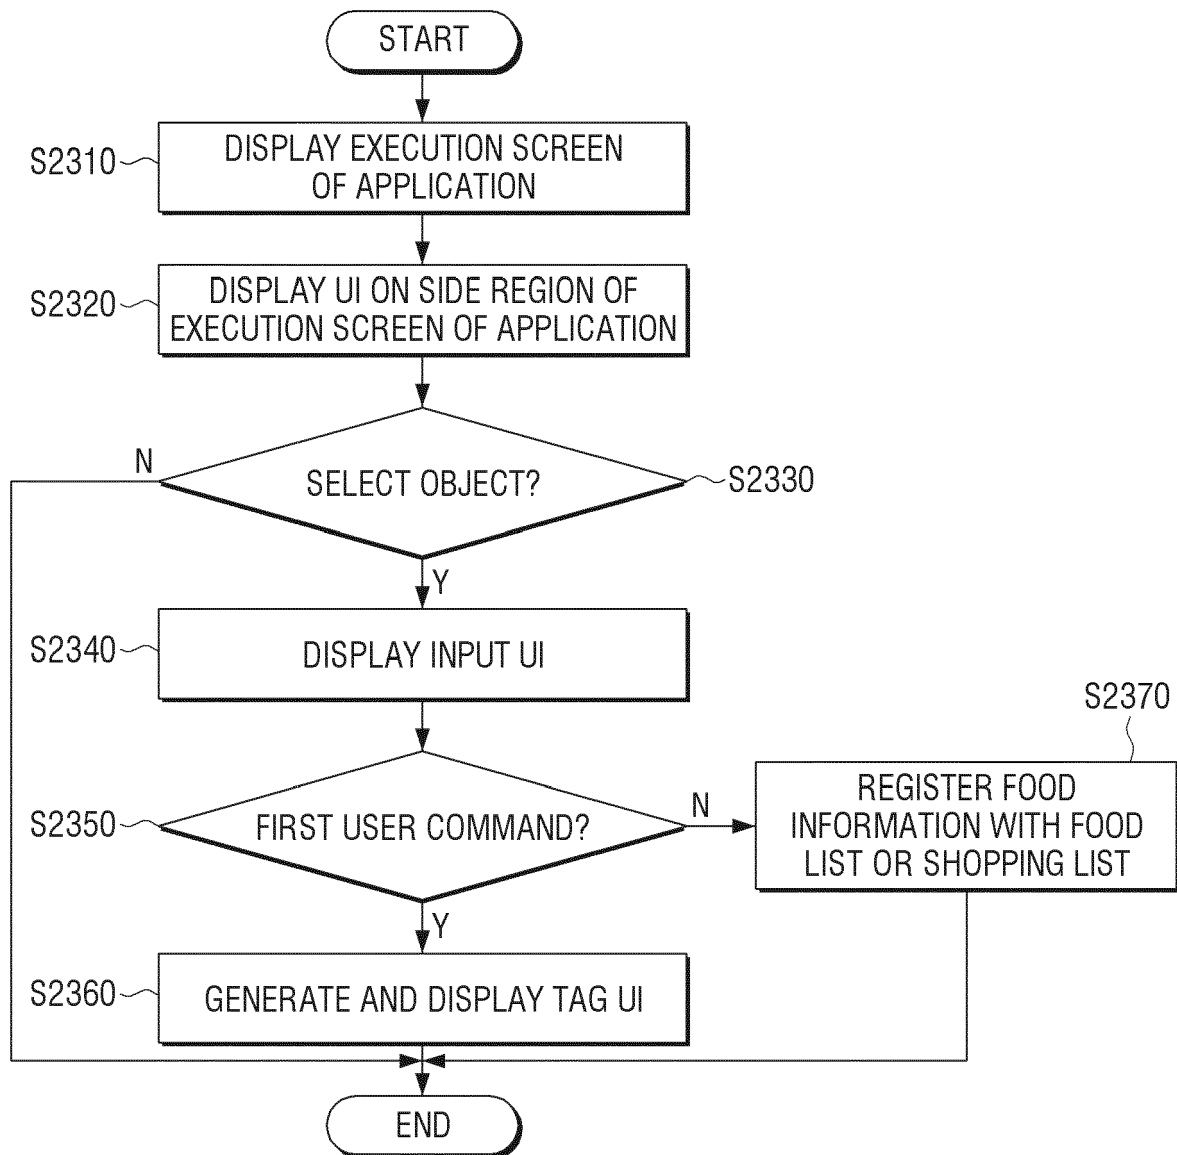 START
S2310
DISPLAY EXECUTION SCREEN
OF APPLICATION
S2320
DISPLAY UI ON SIDE REGION OF
EXECUTION SCREEN OF APPLICATION
N
SELECT OBJECT?
S2330
Y
S2340
DISPLAY INPUT UI
S2370
S2350
FIRST USER COMMAND?
N
REGISTER FOOD
INFORMATION WITH FOOD
LIST OR SHOPPING LIST
Y
S2360
GENERATE AND DISPLAY TAG UI
END